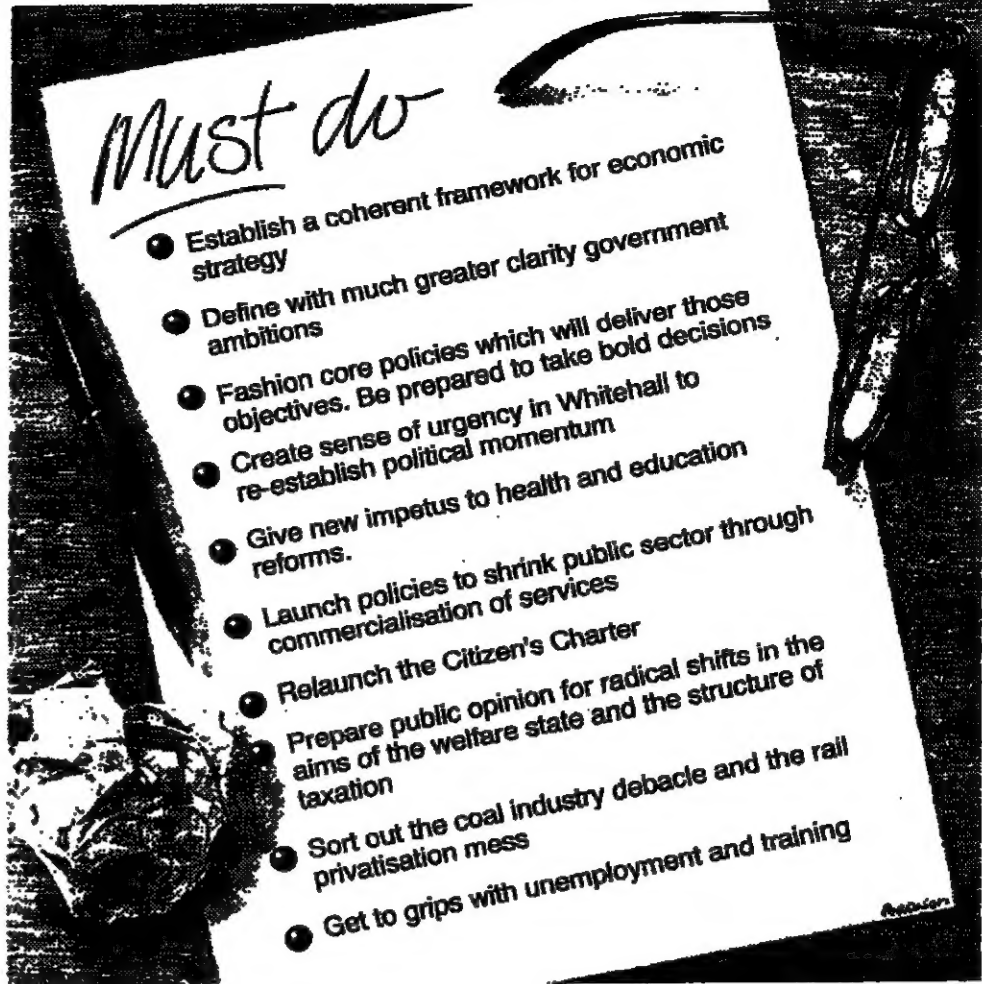 Must do
● Establish a coherent framework for economic
strategy
● Define with much greater clarity government
ambitions
● Fashion core policies which will deliver those
objectives. Be prepared to take bold decisions
● Create sense of urgency in Whitehall to
re-establish political momentum
● Give new impetus to health and education
reforms.
● Launch policies to shrink public sector through
commercialisation of services
● Relaunch the Citizen's Charter
● Prepare public opinion for radical shifts in the
aims of the welfare state and the structure of
taxation
● Sort out the coal industry debacle and the rail
privatisation mess
● Get to grips with unemployment and training